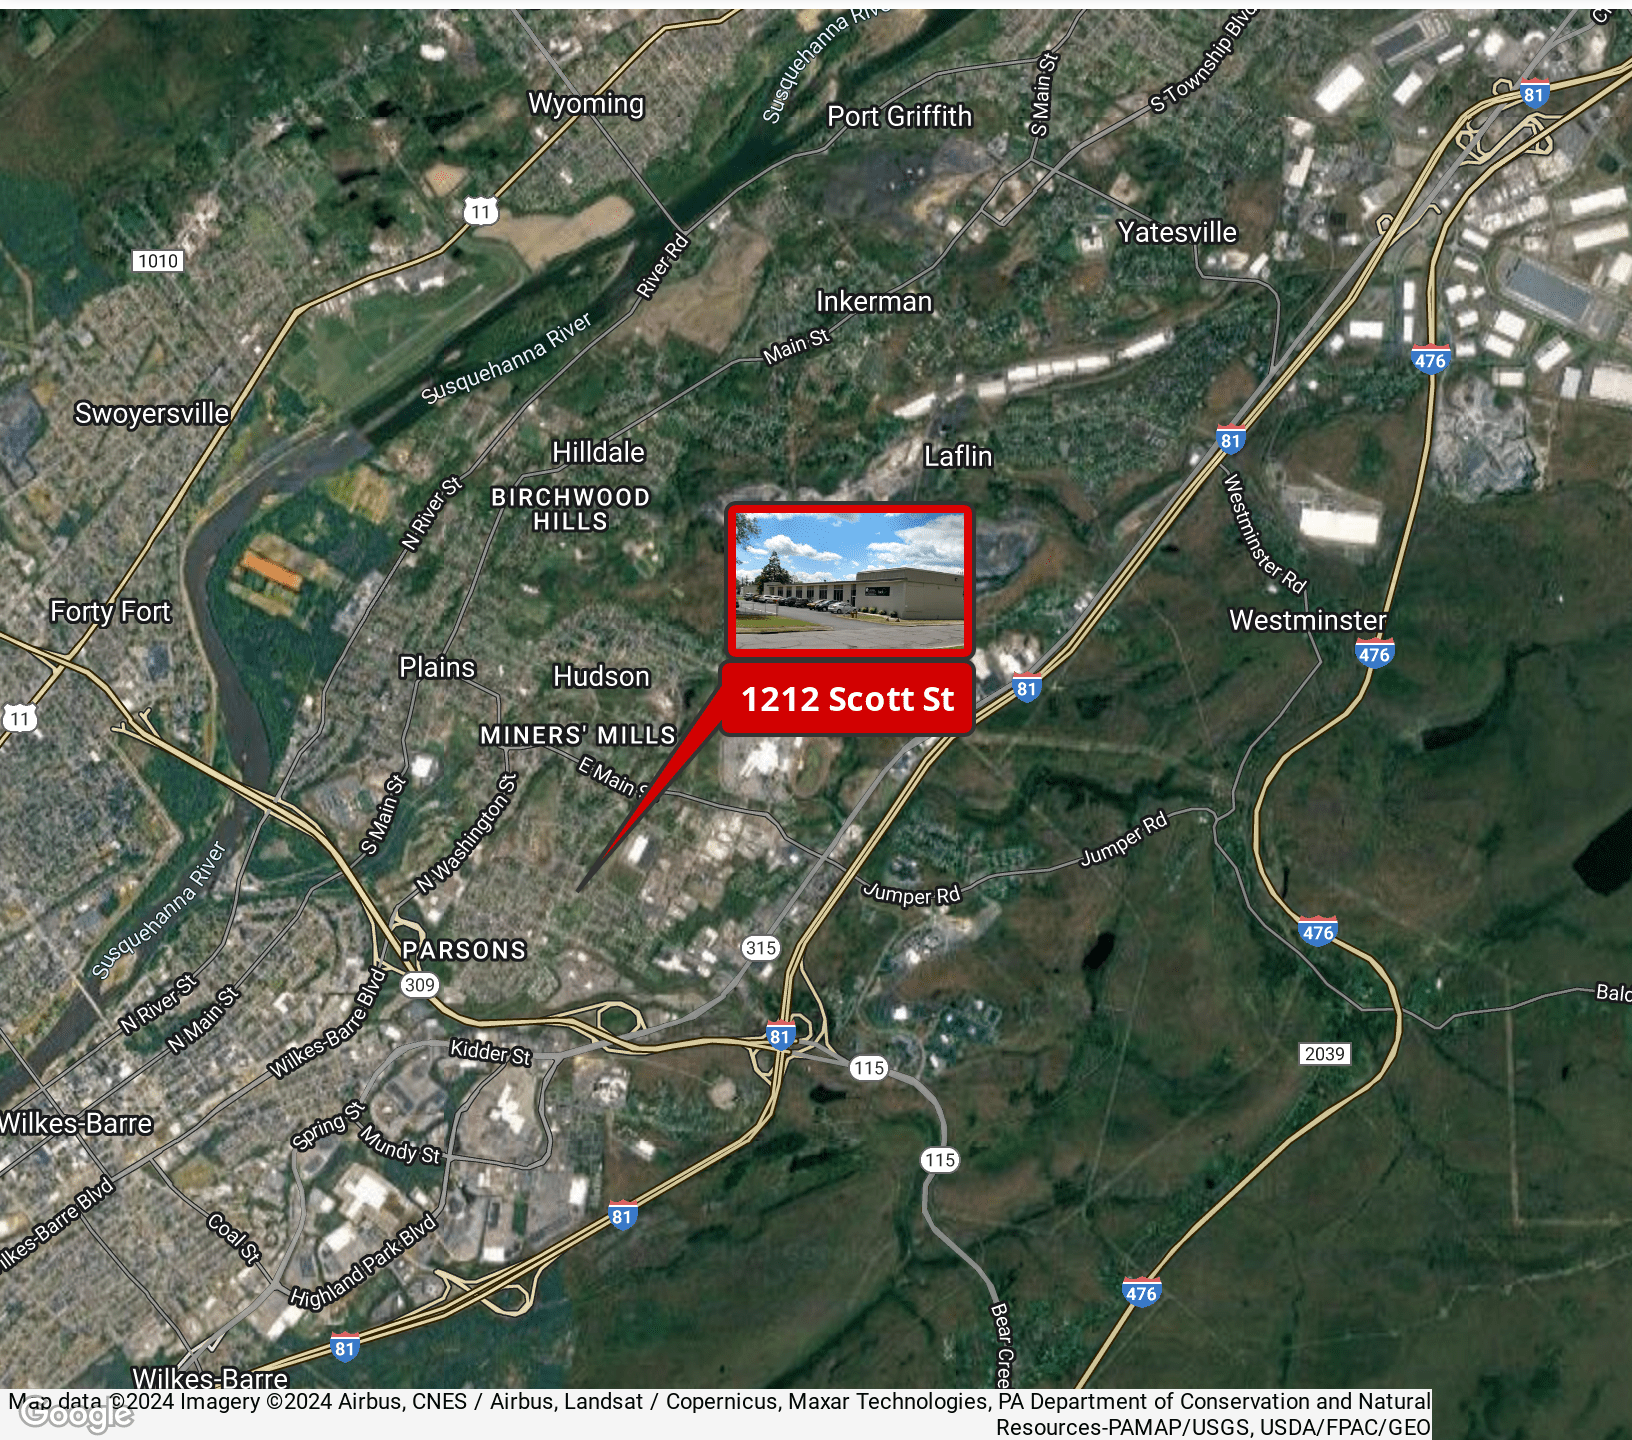 Susquehanna River
Wyoming
Port Griffith
S Main St
S Township Blvd
81
11
1010
River Rd
Yatesville
Inkerman
Susquehanna River
Main St
476
Swoyersville
Hilldale
Laflin
81
N River St
BIRCHWOOD
HILLS
Westminster Rd
Forty Fort
Westminster
476
Plains
Hudson
81
1212 Scott St
11
MINERS' MILLS
E Main S
S Main St
N Washington St
Jumper Rd
Jumper Rd
Susquehanna River
476
315
PARSONS
309
N River St
N Main St
Wilkes-Barre Blvd
Balc
81
Kidder St
2039
115
Wilkes-Barre
Spring St
Mundy St
115
ilkes-Barre Blvd
Coal St
81
Highland Park Blvd
476
Bear Cree
81
Wilkes-Barre
Map data ©2024 Imagery ©2024 Airbus, CNES / Airbus, Landsat / Copernicus, Maxar Technologies, PA Department of Conservation and Natural
Google
Resources-PAMAP/USGS, USDA/FPAC/GEO